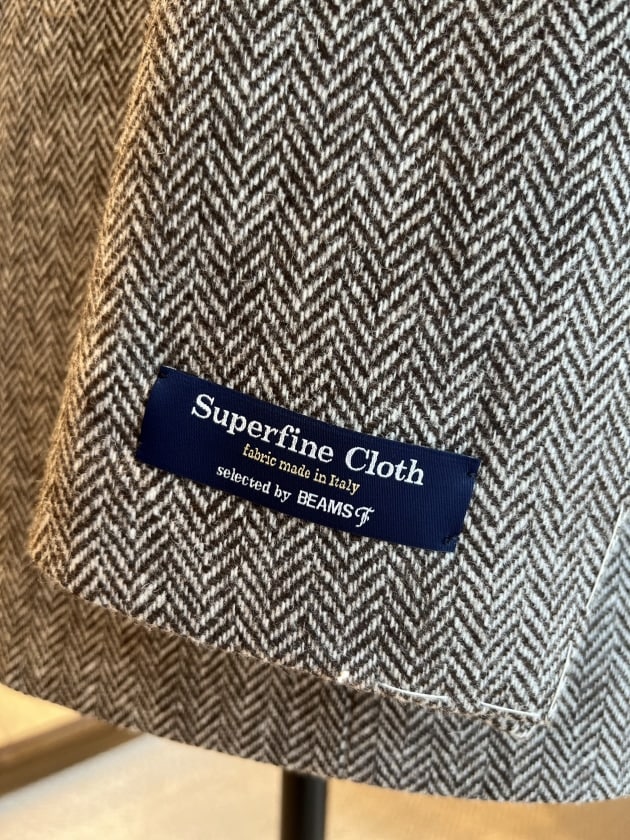 Superfine Cloth
fabric made in Italy
selected by BEAMS F